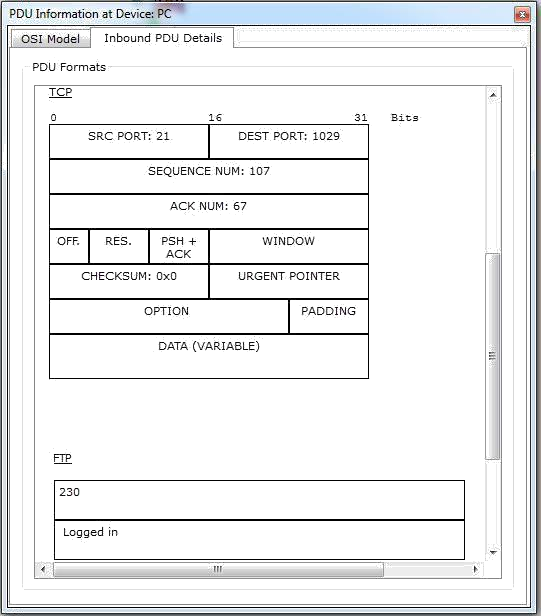 PDU Information at Device: PC
OSI Model Inbound PDU Details
PDU Formats
TCP
0 16 31 Bits
SRC PORT: 21 DEST PORT: 1029
SEQUENCE NUM: 107
ACK NUM: 67
OFF. RES. PSH + ACK WINDOW
CHECKSUM: 0x0 URGENT POINTER
OPTION PADDING
DATA (VARIABLE)
FTP
230
Logged in